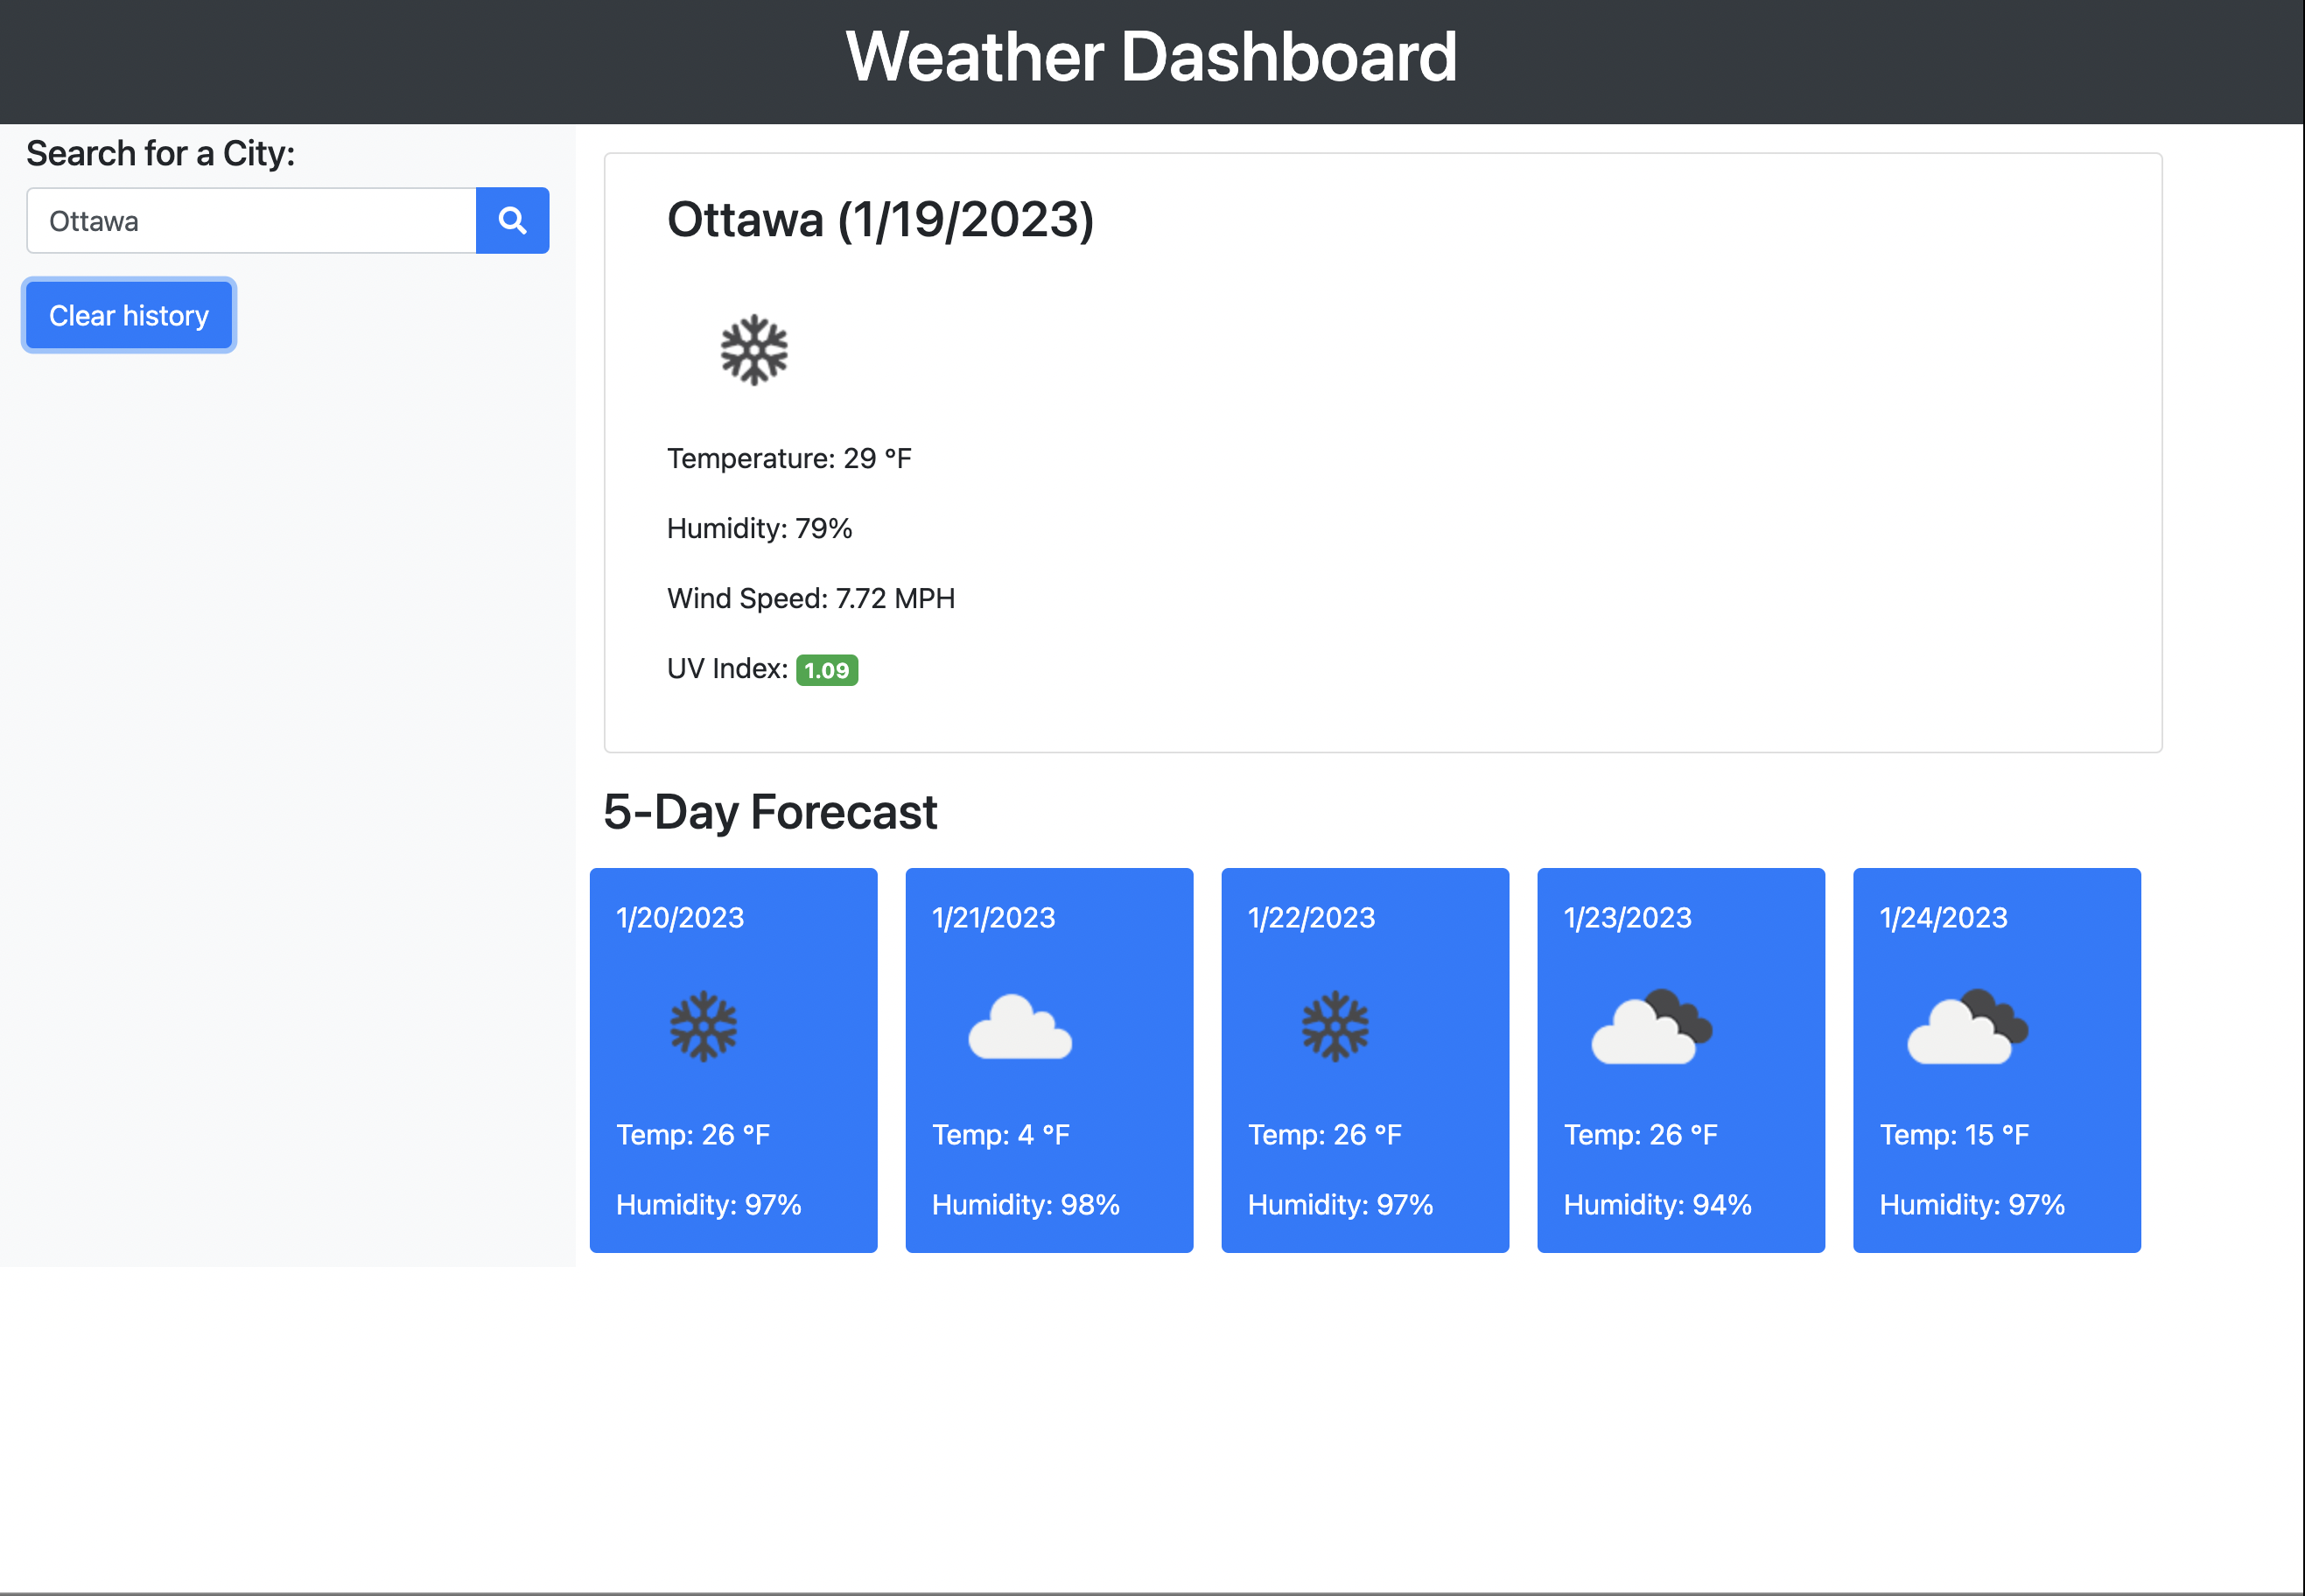 Weather Dashboard
Search for a City:
Ottawa
Clear history
Ottawa (1/19/2023)
Temperature: 29 °F
Humidity: 79%
Wind Speed: 7.72 MPH
UV Index: 1.09
5-Day Forecast
1/20/2023
Temp: 26 °F
Humidity: 97%
1/21/2023
Temp: 4 °F
Humidity: 98%
1/22/2023
Temp: 26 °F
Humidity: 97%
1/23/2023
Temp: 26 °F
Humidity: 94%
1/24/2023
Temp: 15 °F
Humidity: 97%